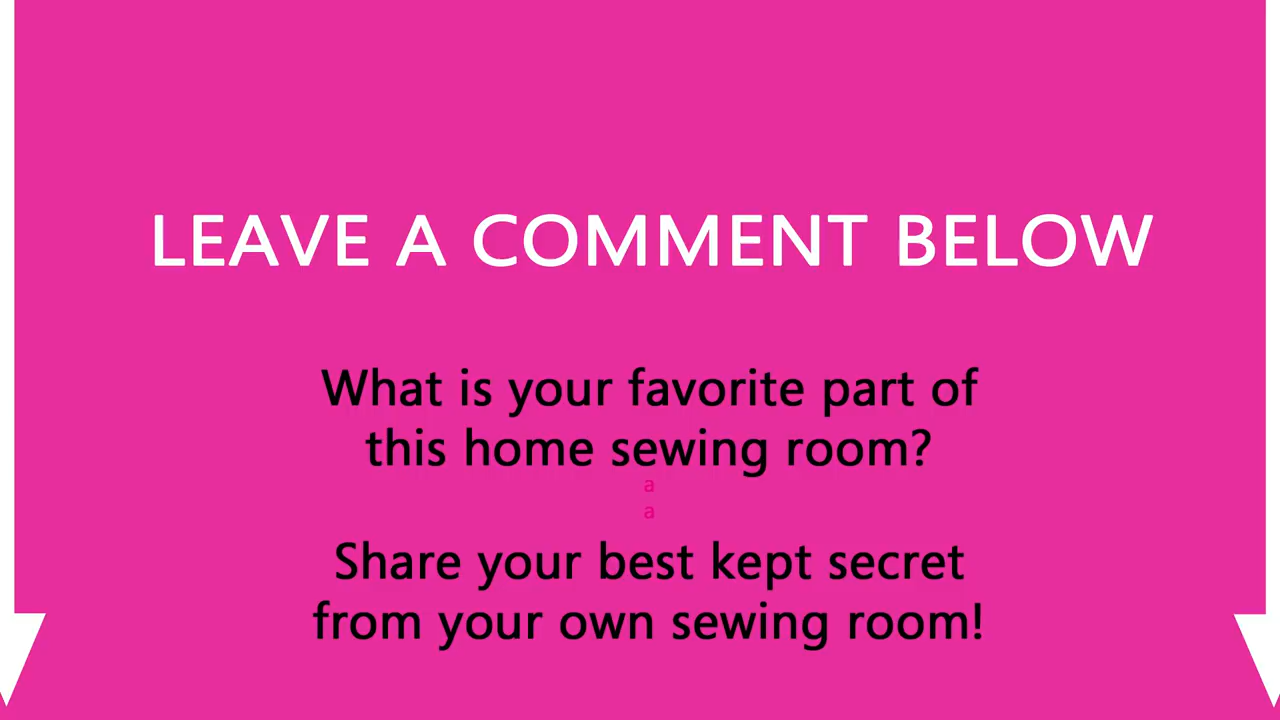 LEAVE A COMMENT BELOW
What is your favorite part of
this home sewing room?
a
a
Share your best kept secret
from your own sewing room!